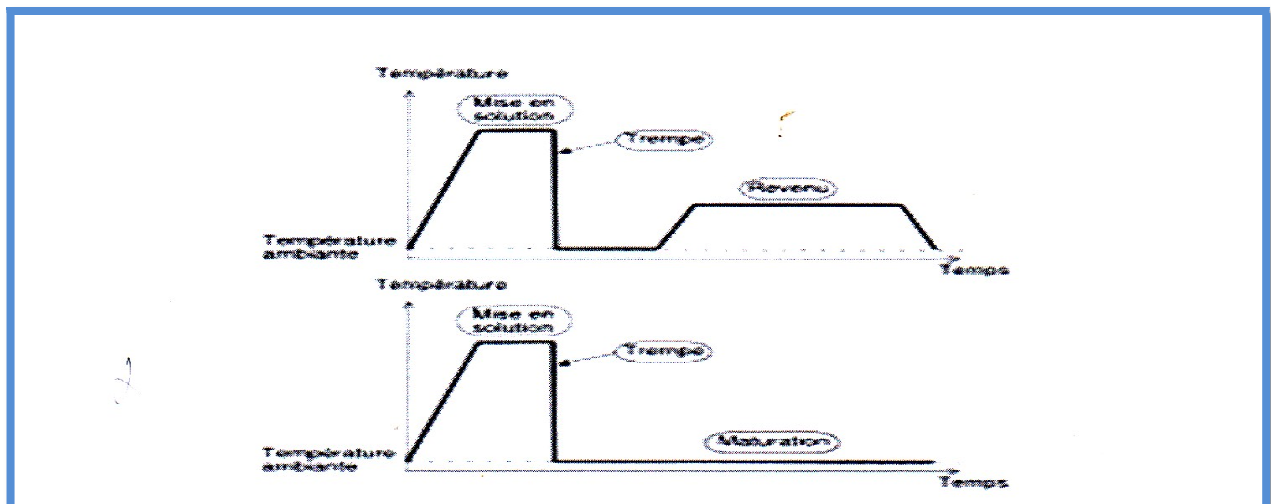 Température
Mise en
solution
Trempe
Revenu
Température
ambiante
Temps
Température
Mise en
solution
Trempe
Maturation
Température
ambiante
Temps